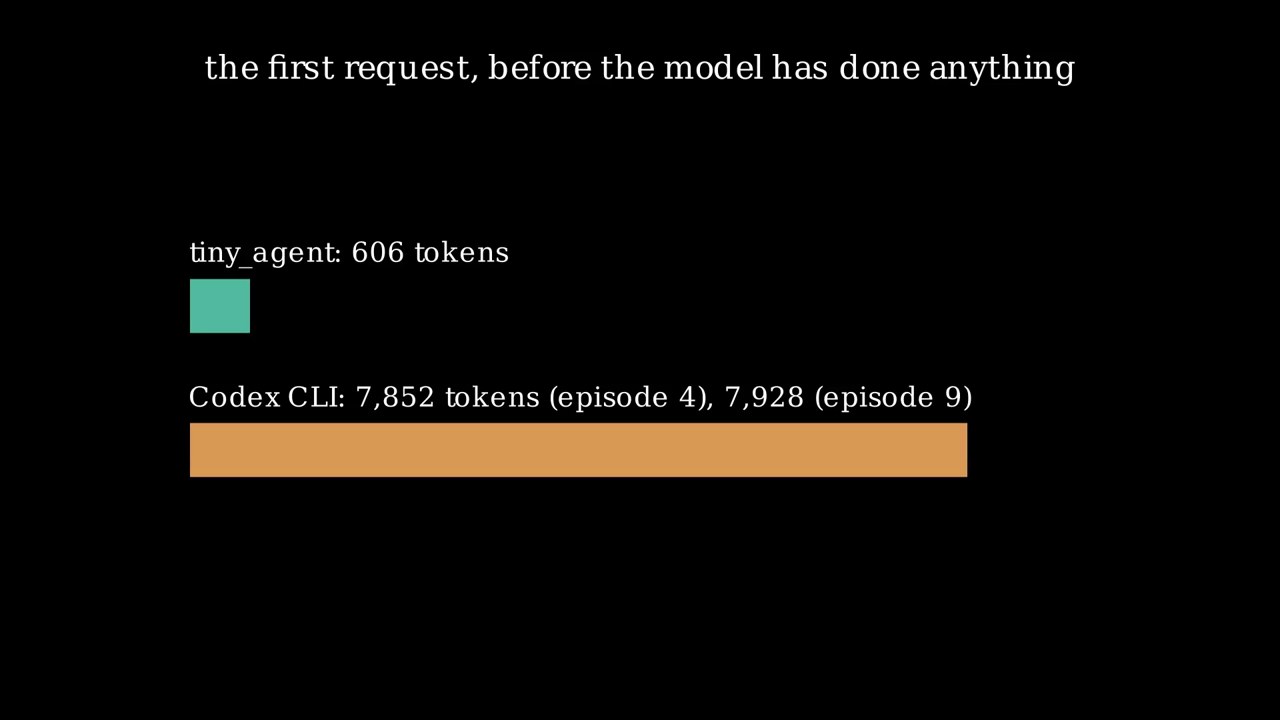 the first request, before the model has done anything
tiny_agent: 606 tokens
Codex CLI: 7,852 tokens (episode 4), 7,928 (episode 9)